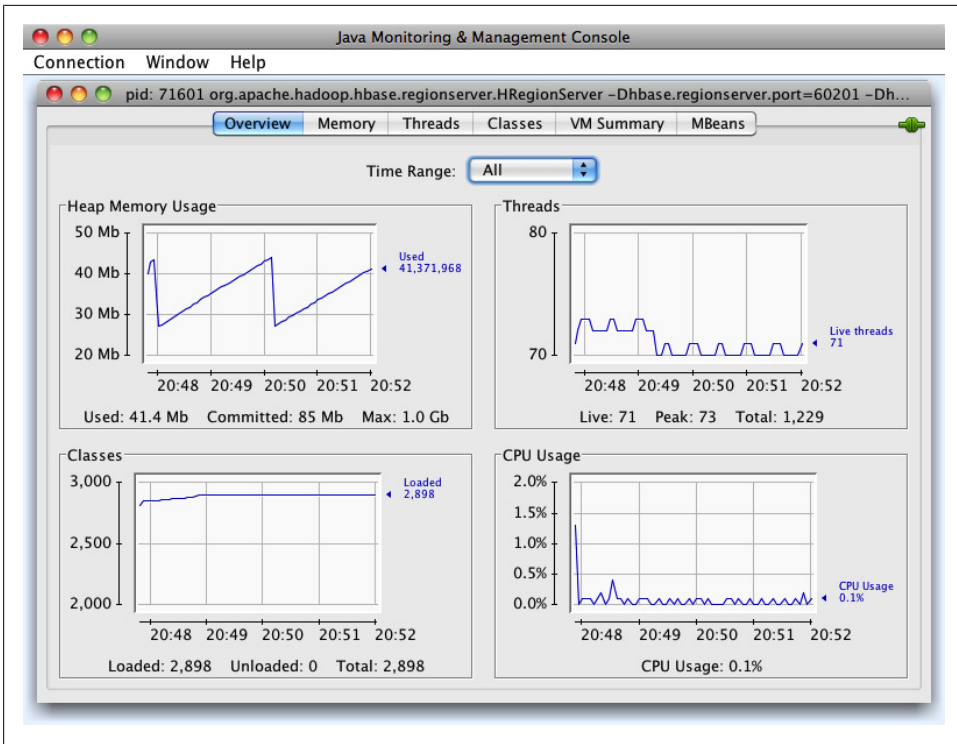 Java Monitoring & Management Console
Connection Window Help
pid: 71601 org.apache.hadoop.hbase.regionserver.HRegionServer -Dhbase.regionserver.port=60201 -Dh...
Overview Memory Threads Classes VM Summary MBeans
Time Range: All
Heap Memory Usage
50 Mb
40 Mb
30 Mb
20 Mb
Used
41,371,968
20:48 20:49 20:50 20:51 20:52
Used: 41.4 Mb Committed: 85 Mb Max: 1.0 Gb
Threads
80
70
Live threads
71
20:48 20:49 20:50 20:51 20:52
Live: 71 Peak: 73 Total: 1,229
Classes
3,000
2,500
2,000
Loaded
2,898
20:48 20:49 20:50 20:51 20:52
Loaded: 2,898 Unloaded: 0 Total: 2,898
CPU Usage
2.0%
1.5%
1.0%
0.5%
0.0%
CPU Usage
0.1%
20:48 20:49 20:50 20:51 20:52
CPU Usage: 0.1%